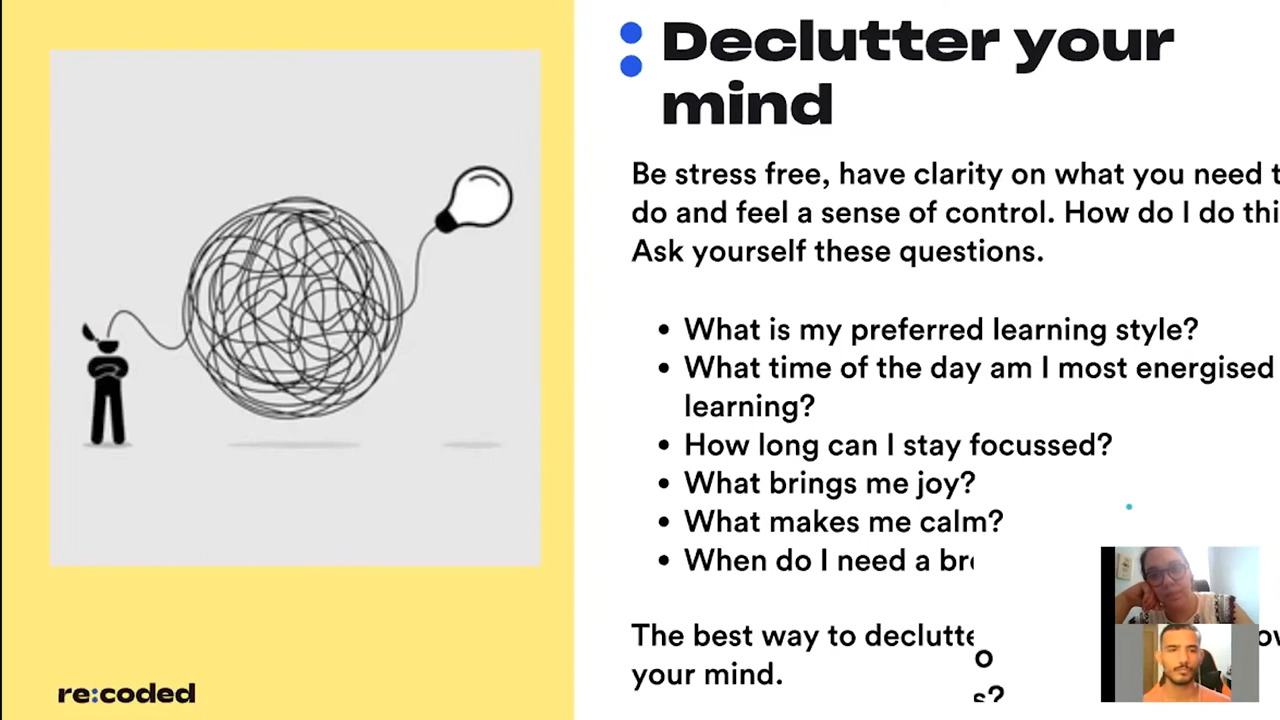 Declutter your
mind
Be stress free, have clarity on what you need
do and feel a sense of control. How do I do
Ask yourself these questions.
• What is my preferred learning style?
• What time of the day am I most energised
learning?
• How long can I stay focussed?
• What brings me joy?
• What makes me calm?
• When do I need a
The best way to
your mind.
re:coded